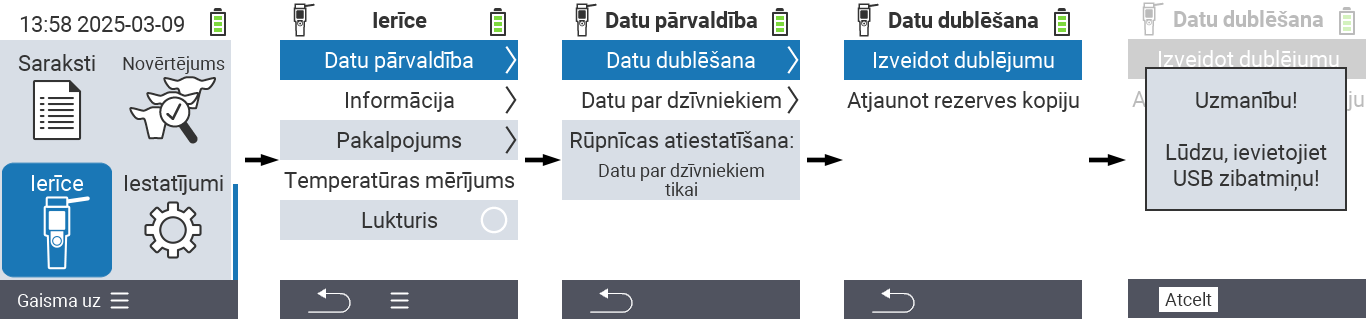 13:58 2025-03-09
Saraksti
Novērtējums
Ierīce
Iestatījumi
Gaisma uz
Ierīce
Datu pārvaldība
Informācija
Pakalpojums
Temperatūras mērījums
Lukturis
Datu pārvaldība
Datu dublēšana
Datu par dzīvniekiem
Rūpnīcas atiestatīšana:
Datu par dzīvniekiem
tikai
Datu dublēšana
Izveidot dublējumu
Atjaunot rezerves kopiju
Datu dublēšana
Izveidot dublējumu
A
ju
Uzmanību!
Lūdzu, ievietojiet
USB zibatmiņu!
Atcelt